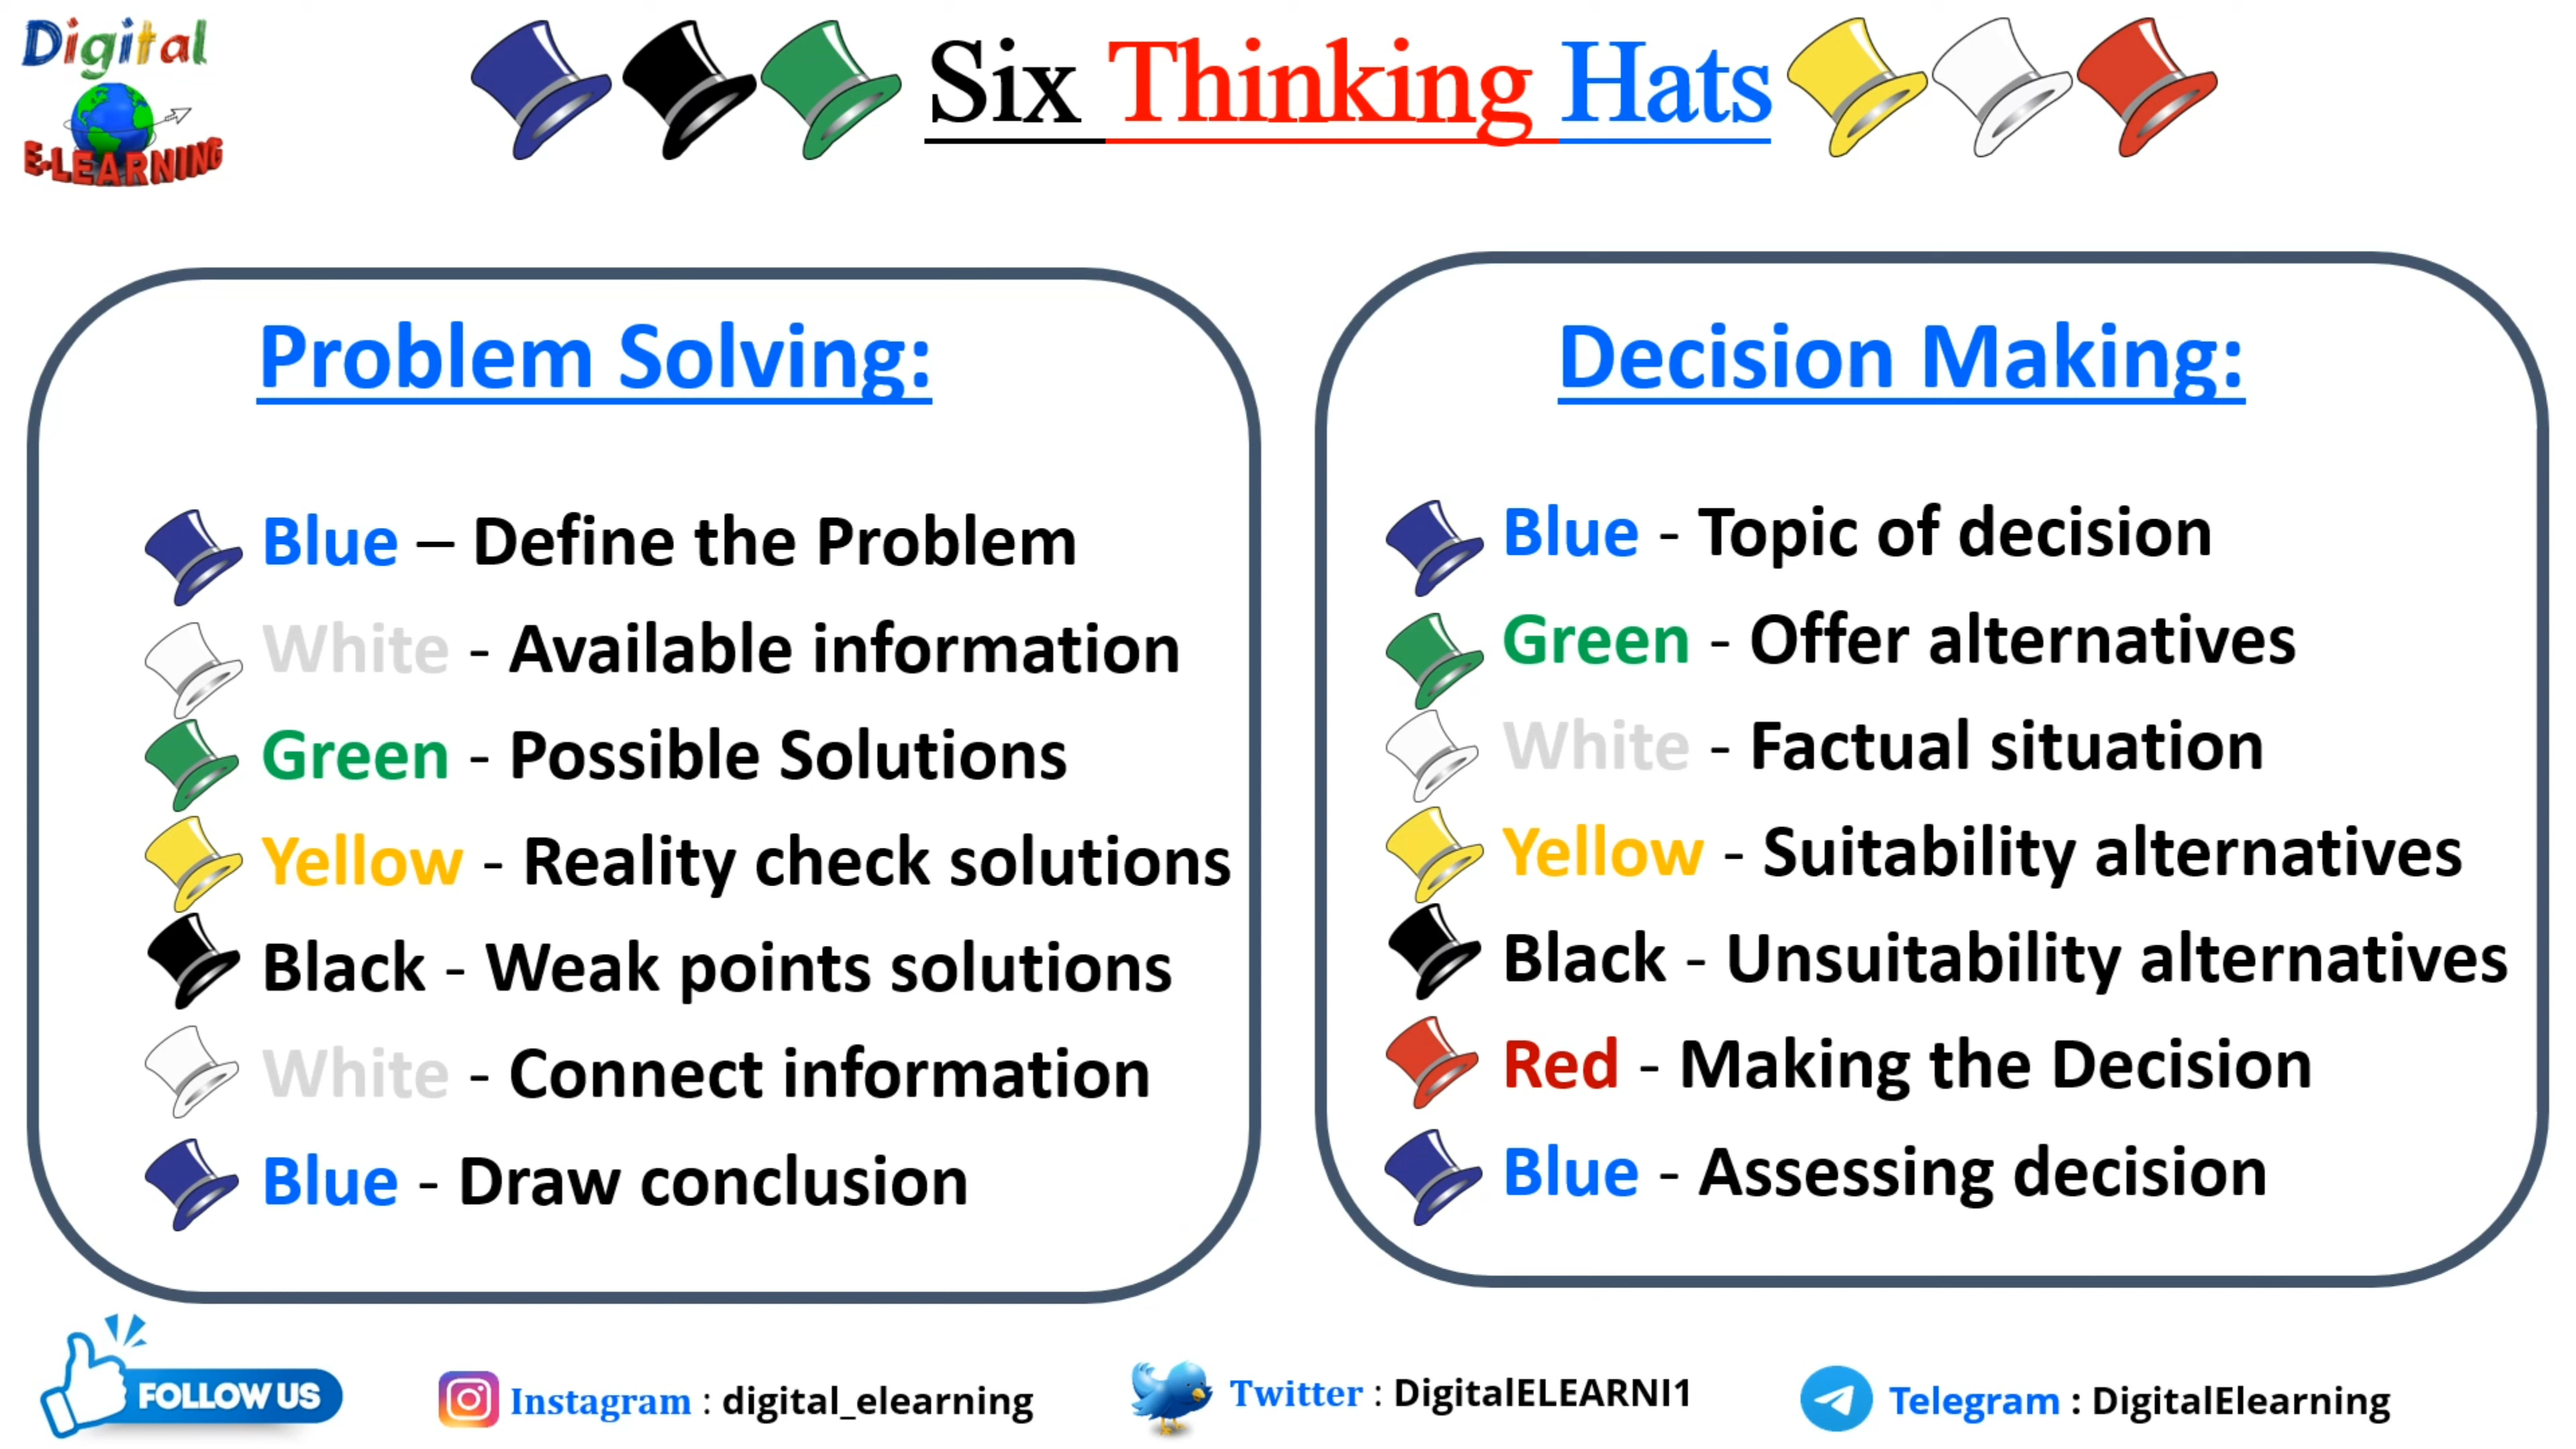 Digital
E-LEARNING
Six Thinking Hats
Problem Solving:
Blue – Define the Problem
White - Available information
Green - Possible Solutions
Yellow - Reality check solutions
Black - Weak points solutions
White - Connect information
Blue - Draw conclusion
Decision Making:
Blue - Topic of decision
Green - Offer alternatives
White - Factual situation
Yellow - Suitability alternatives
Black - Unsuitability alternatives
Red - Making the Decision
Blue - Assessing decision
FOLLOW US
Instagram : digital_elearning
Twitter : DigitalELEARNI1
Telegram : DigitalElearning